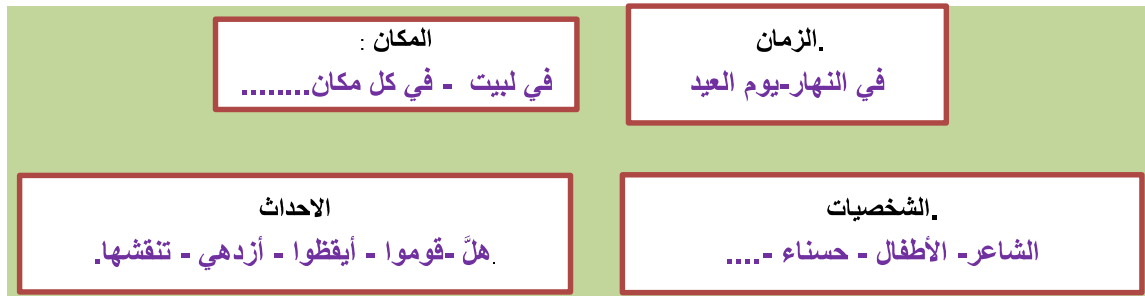 .الزمان
في النهار-يوم العيد
المكان :
في لبيت - في كل مكان........
.الشخصيات
الشاعر- الأطفال - حسناء -....
الاحداث
.هلَّ -قوموا - أيقظوا - أزدهي - تنقشها.